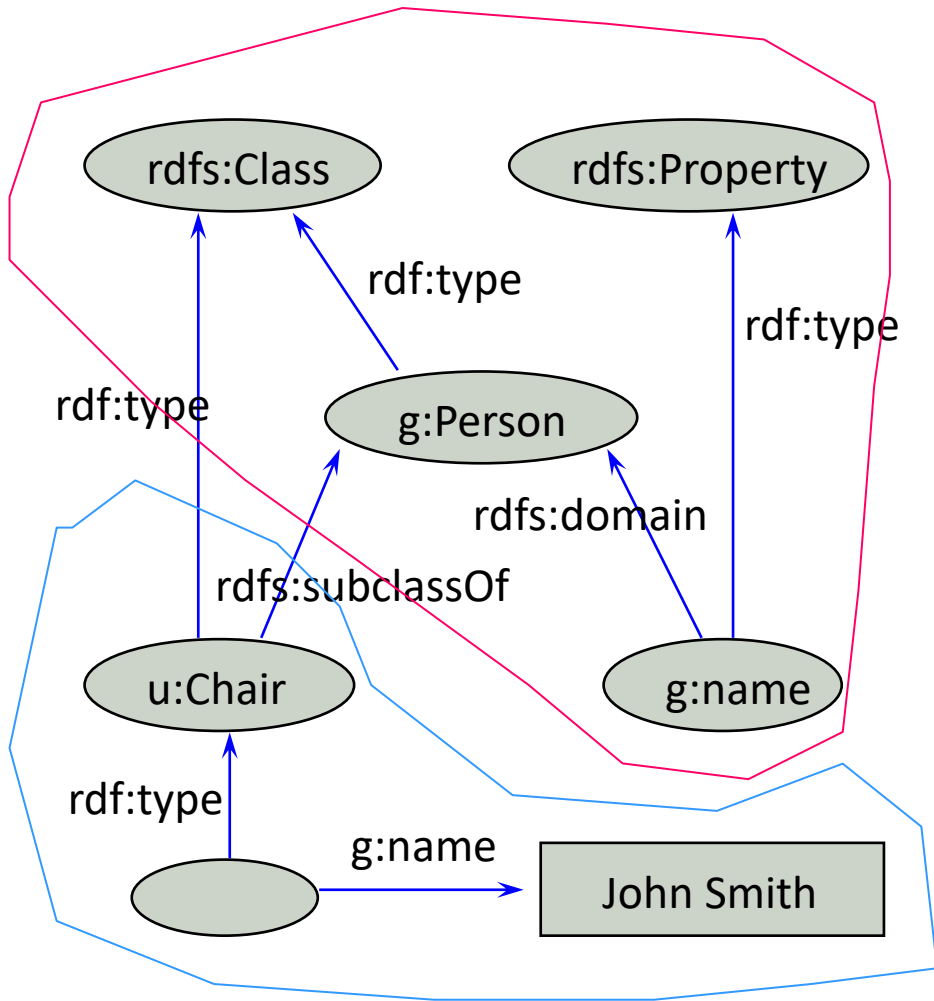 rdfs:Class
rdfs:Property
rdf:type
rdf:type
rdf:type
g:Person
rdfs:domain
rdfs:subclassOf
u:Chair
g:name
rdf:type
g:name
John Smith